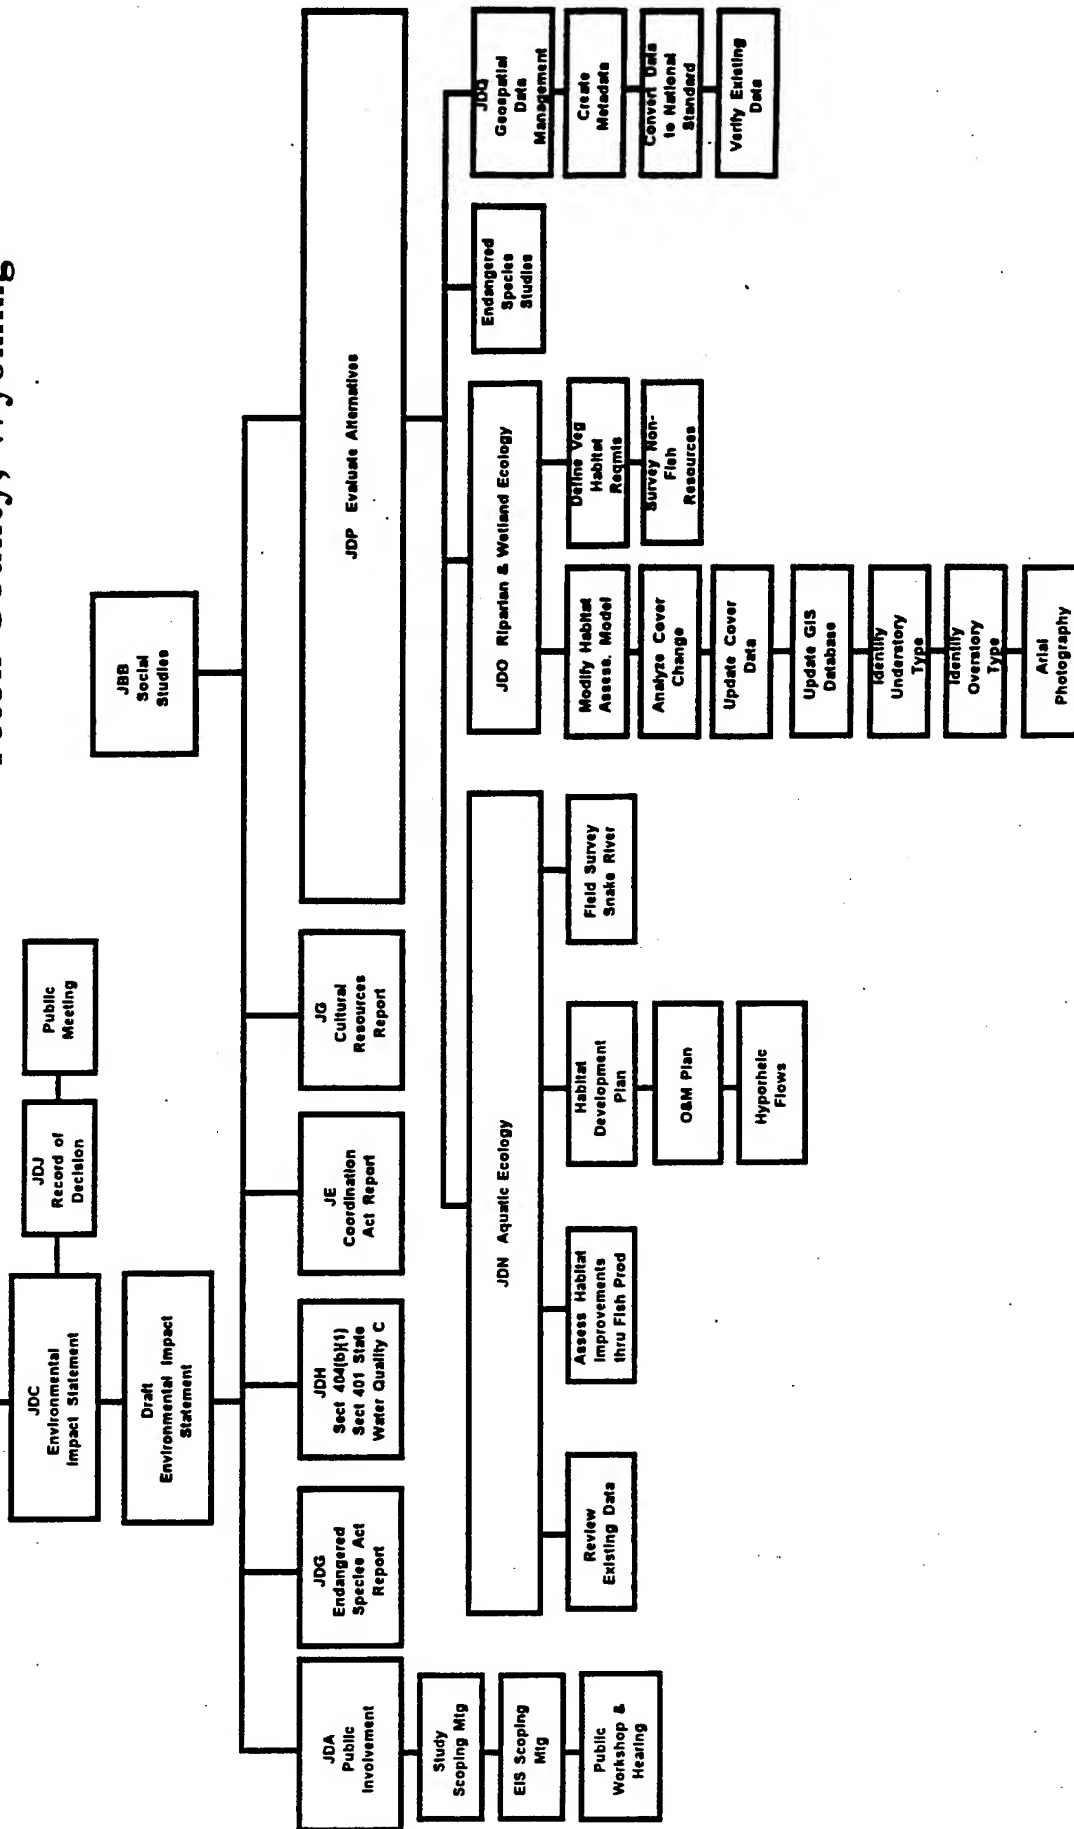 Teton County, Wyoming
JDC
Environmental
Impact Statement
JDJ
Record of
Decision
Public
Meeting
Draft
Environmental Impact
Statement
JBB
Social
Studies
JDA
Public
Involvement
JDG
Endangered
Species Act
Report
JDH
Sect 404(b)(1)
Sect 401 State
Water Quality C
JE
Coordination
Act Report
JG
Cultural
Resources
Report
JDP Evaluate Alternatives
Study
Scoping Mtg
EIS Scoping
Mtg
Public
Workshop &
Hearing
JDN Aquatic Ecology
Review
Existing Data
Assess Habitat
Improvements
thru Fish Prod
Habitat
Development
Plan
O&M Plan
Hyporheic
Flows
Field Survey
Snake River
JDO Riparian & Wetland Ecology
Modify Habitat
Assess. Model
Analyze Cover
Change
Update Cover
Data
Update GIS
Database
Identify
Understory
Type
Identify
Overstory
Type
Arial
Photography
Define Veg
Habitat
Reqmts
Survey Non-
Fish
Resources
Endangered
Species
Studies
JDQ
Geospatial
Data
Management
Create
Metadata
Convert Data
to National
Standard
Verify Existing
Data